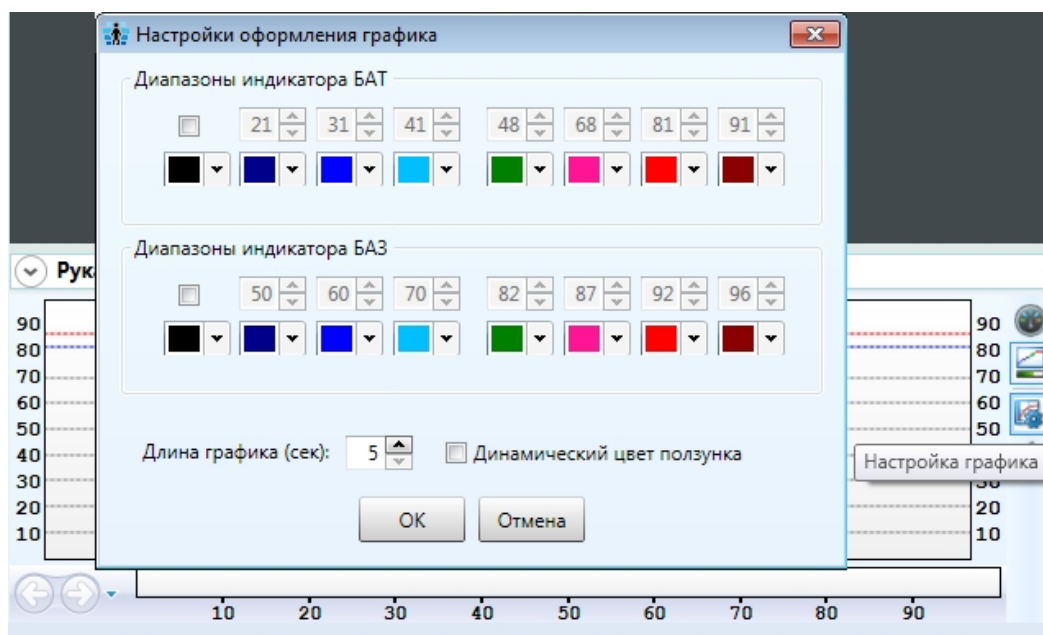 Настройки оформления графика
Диапазоны индикатора БАТ
21 31 41 48 68 81 91
Диапазоны индикатора БАЗ
50 60 70 82 87 92 96
Рука
Длина графика (сек): 5 Динамический цвет ползунка
OK Отмена
90 90
80 80
70 70
60 60
50 50
40
Настройка графика
30 30
20 20
10 10
10 20 30 40 50 60 70 80 90